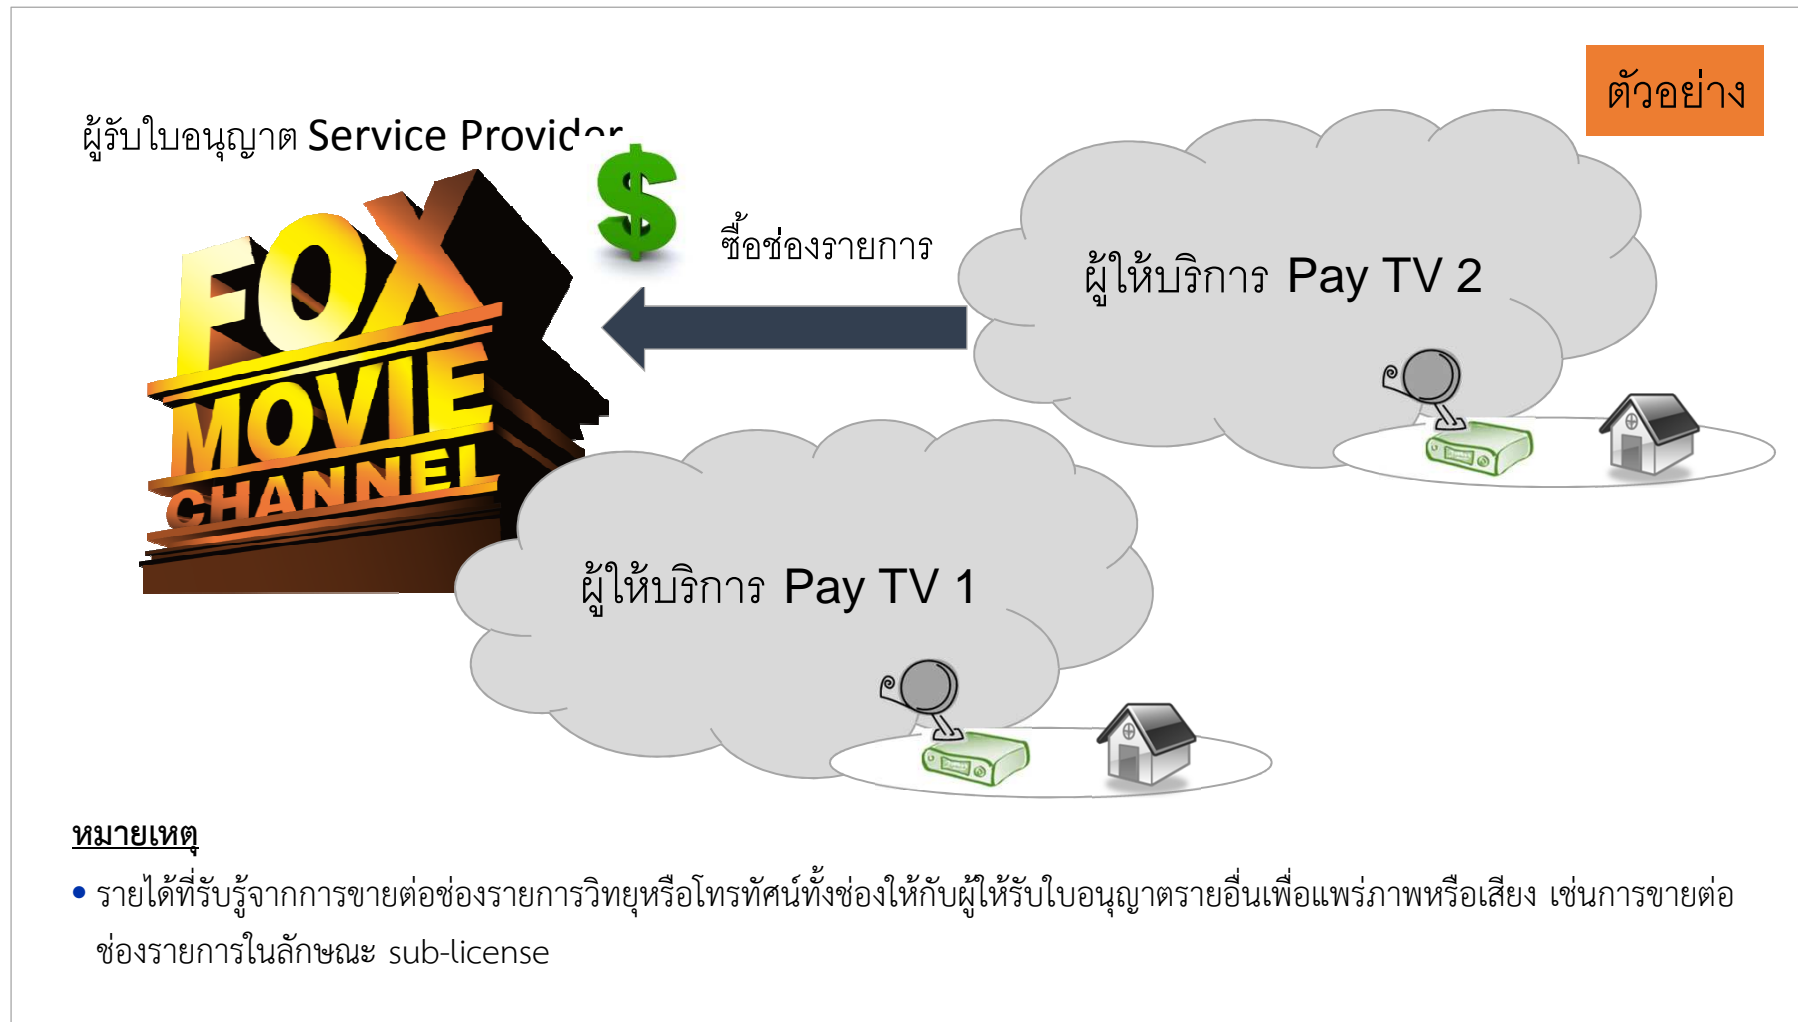 ตัวอย่าง
ผู้รับใบอนุญาต Service Provider
ซื้อช่องรายการ
ผู้ให้บริการ Pay TV 2
FOX
MOVIE
CHANNEL
ผู้ให้บริการ Pay TV 1
หมายเหตุ
• รายได้ที่รับรู้จากการขายต่อช่องรายการวิทยุหรือโทรทัศน์ทั้งช่องให้กับผู้ให้รับใบอนุญาตรายอื่นเพื่อแพร่ภาพหรือเสียง เช่นการขายต่อ
ช่องรายการในลักษณะ sub-license